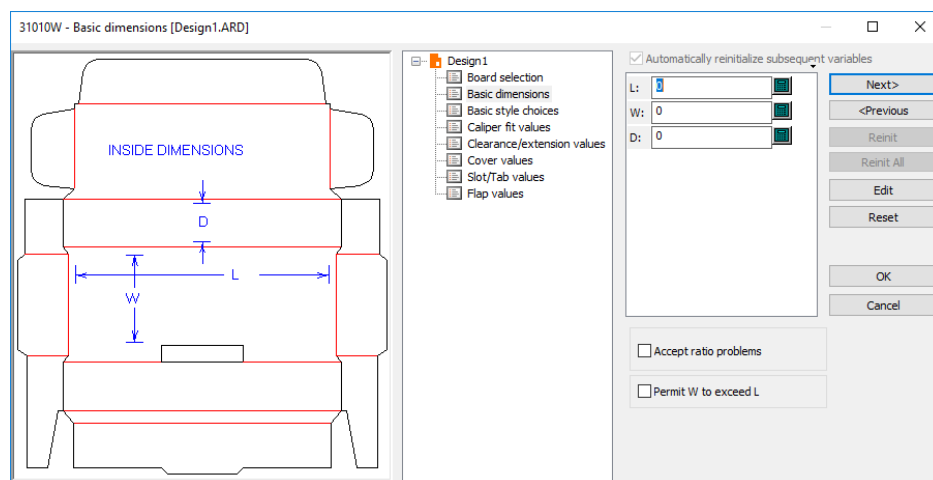 31010W - Basic dimensions [Design1.ARD]
INSIDE DIMENSIONS
D
L
W
Design1
Board selection
Basic dimensions
Basic style choices
Caliper fit values
Clearance/extension values
Cover values
Slot/Tab values
Flap values
Automatically reinitialize subsequent variables
L: 0
W: 0
D: 0
Next>
<Previous
Reinit
Reinit All
Edit
Reset
OK
Cancel
Accept ratio problems
Permit W to exceed L